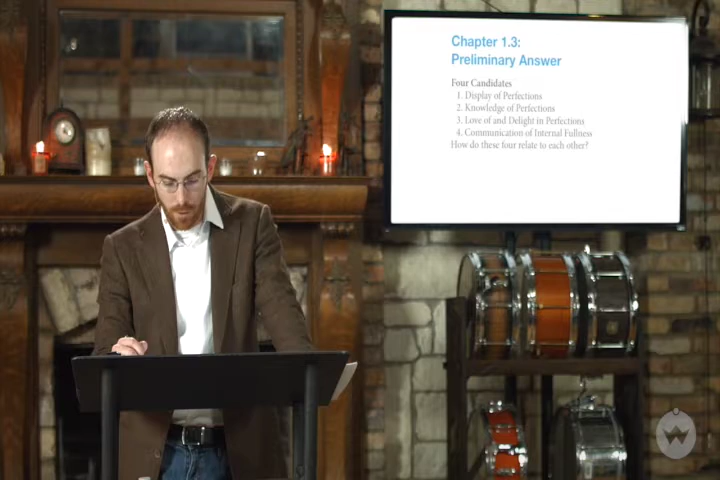 Chapter 1.3:
Preliminary Answer
Four Candidates
1. Display of Perfections
2. Knowledge of Perfections
3. Love of and Delight in Perfections
4. Communication of Internal Fullness
How do these four relate to each other?